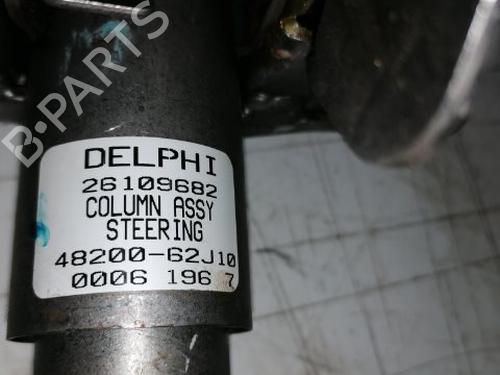 B-PARTS
DELPHI
26109682
COLUMN ASSY
STEERING
48200-62J10
0006 196 7